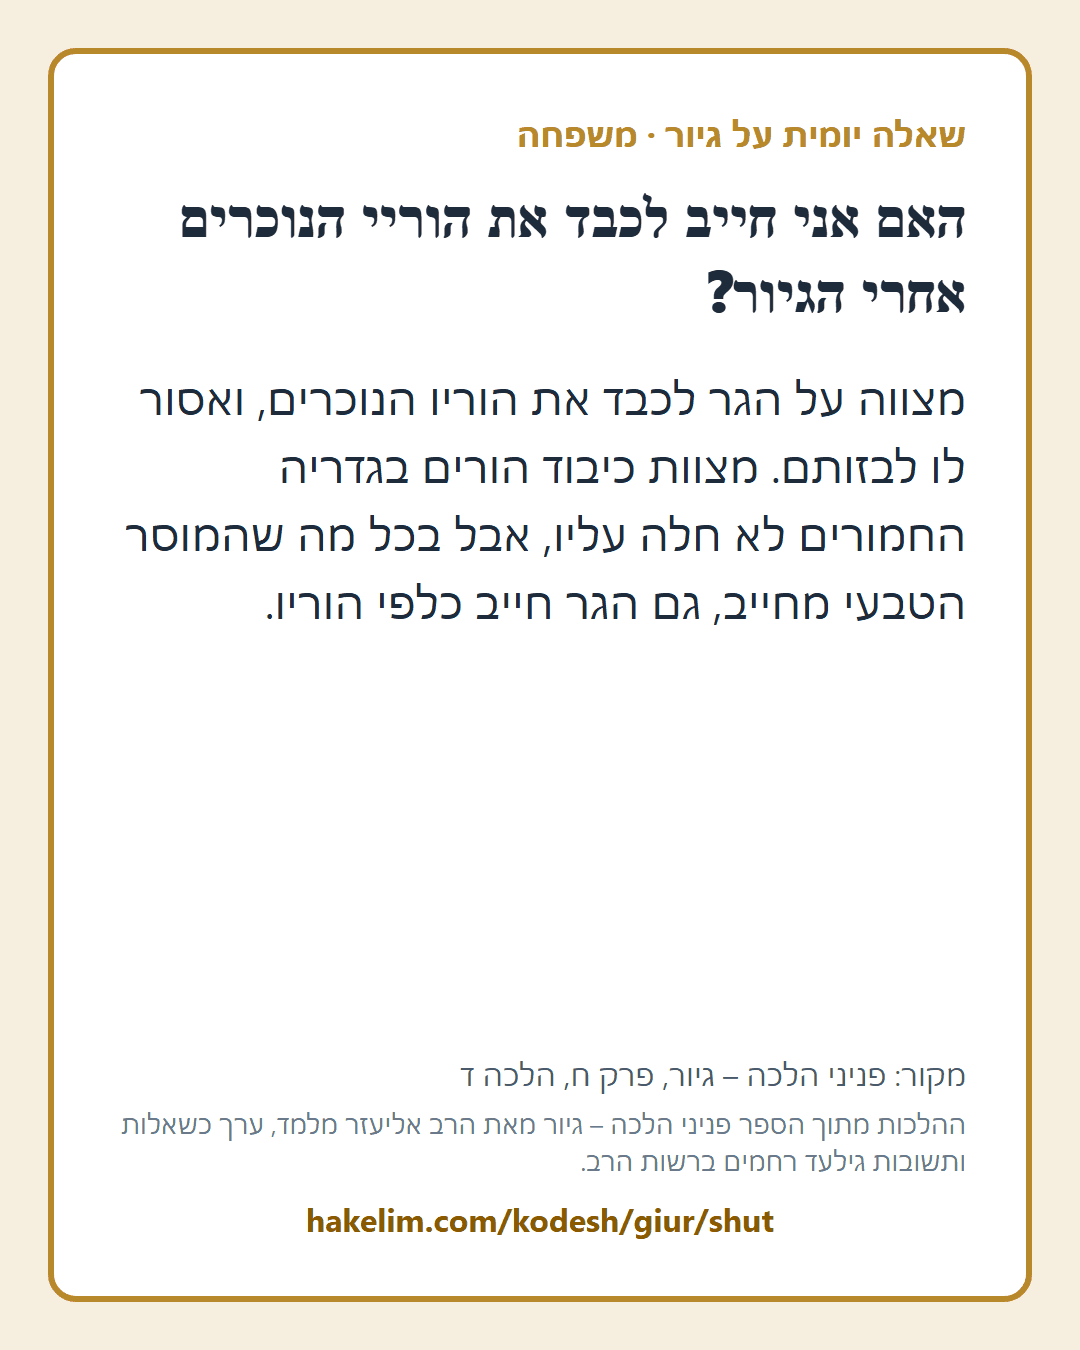 שאלה יומית על גיור · משפחה
האם אני חייב לכבד את הוריי הנוכרים
אחרי הגיור?
מצווה על הגר לכבד את הוריו הנוכרים, ואסור
לו לבזותם. מצוות כיבוד הורים בגדריה
החמורים לא חלה עליו, אבל בכל מה שהמוסר
הטבעי מחייב, גם הגר חייב כלפי הוריו.
מקור: פניני הלכה – גיור, פרק ח, הלכה ד
ההלכות מתוך הספר פניני הלכה – גיור מאת הרב אליעזר מלמד, ערך כשאלות
ותשובות גילעד רחמים ברשות הרב.
hakelim.com/kodesh/giur/shut